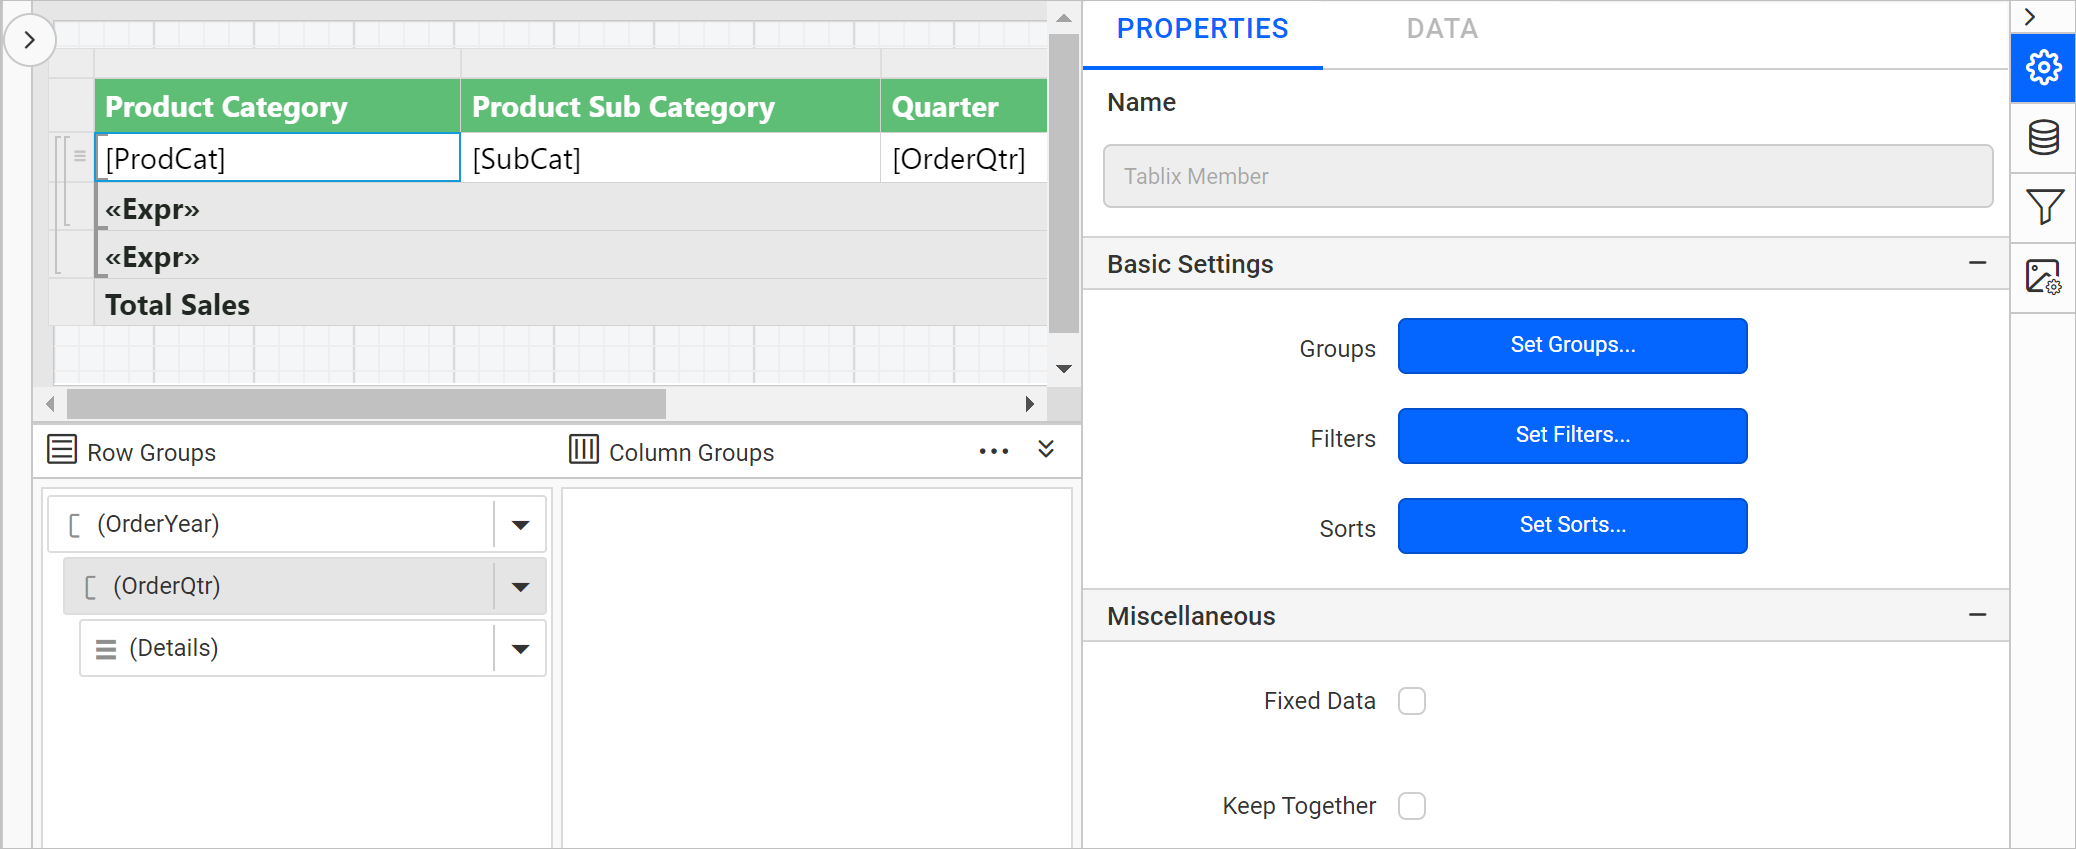 Product Category Product Sub Category Quarter
[ProdCat] [SubCat] [OrderQtr]
«Expr»
«Expr»
Total Sales
Row Groups
Column Groups
(OrderYear)
(OrderQtr)
(Details)
PROPERTIES DATA
Name
Tablix Member
Basic Settings
Groups Set Groups...
Filters Set Filters...
Sorts Set Sorts...
Miscellaneous
Fixed Data
Keep Together